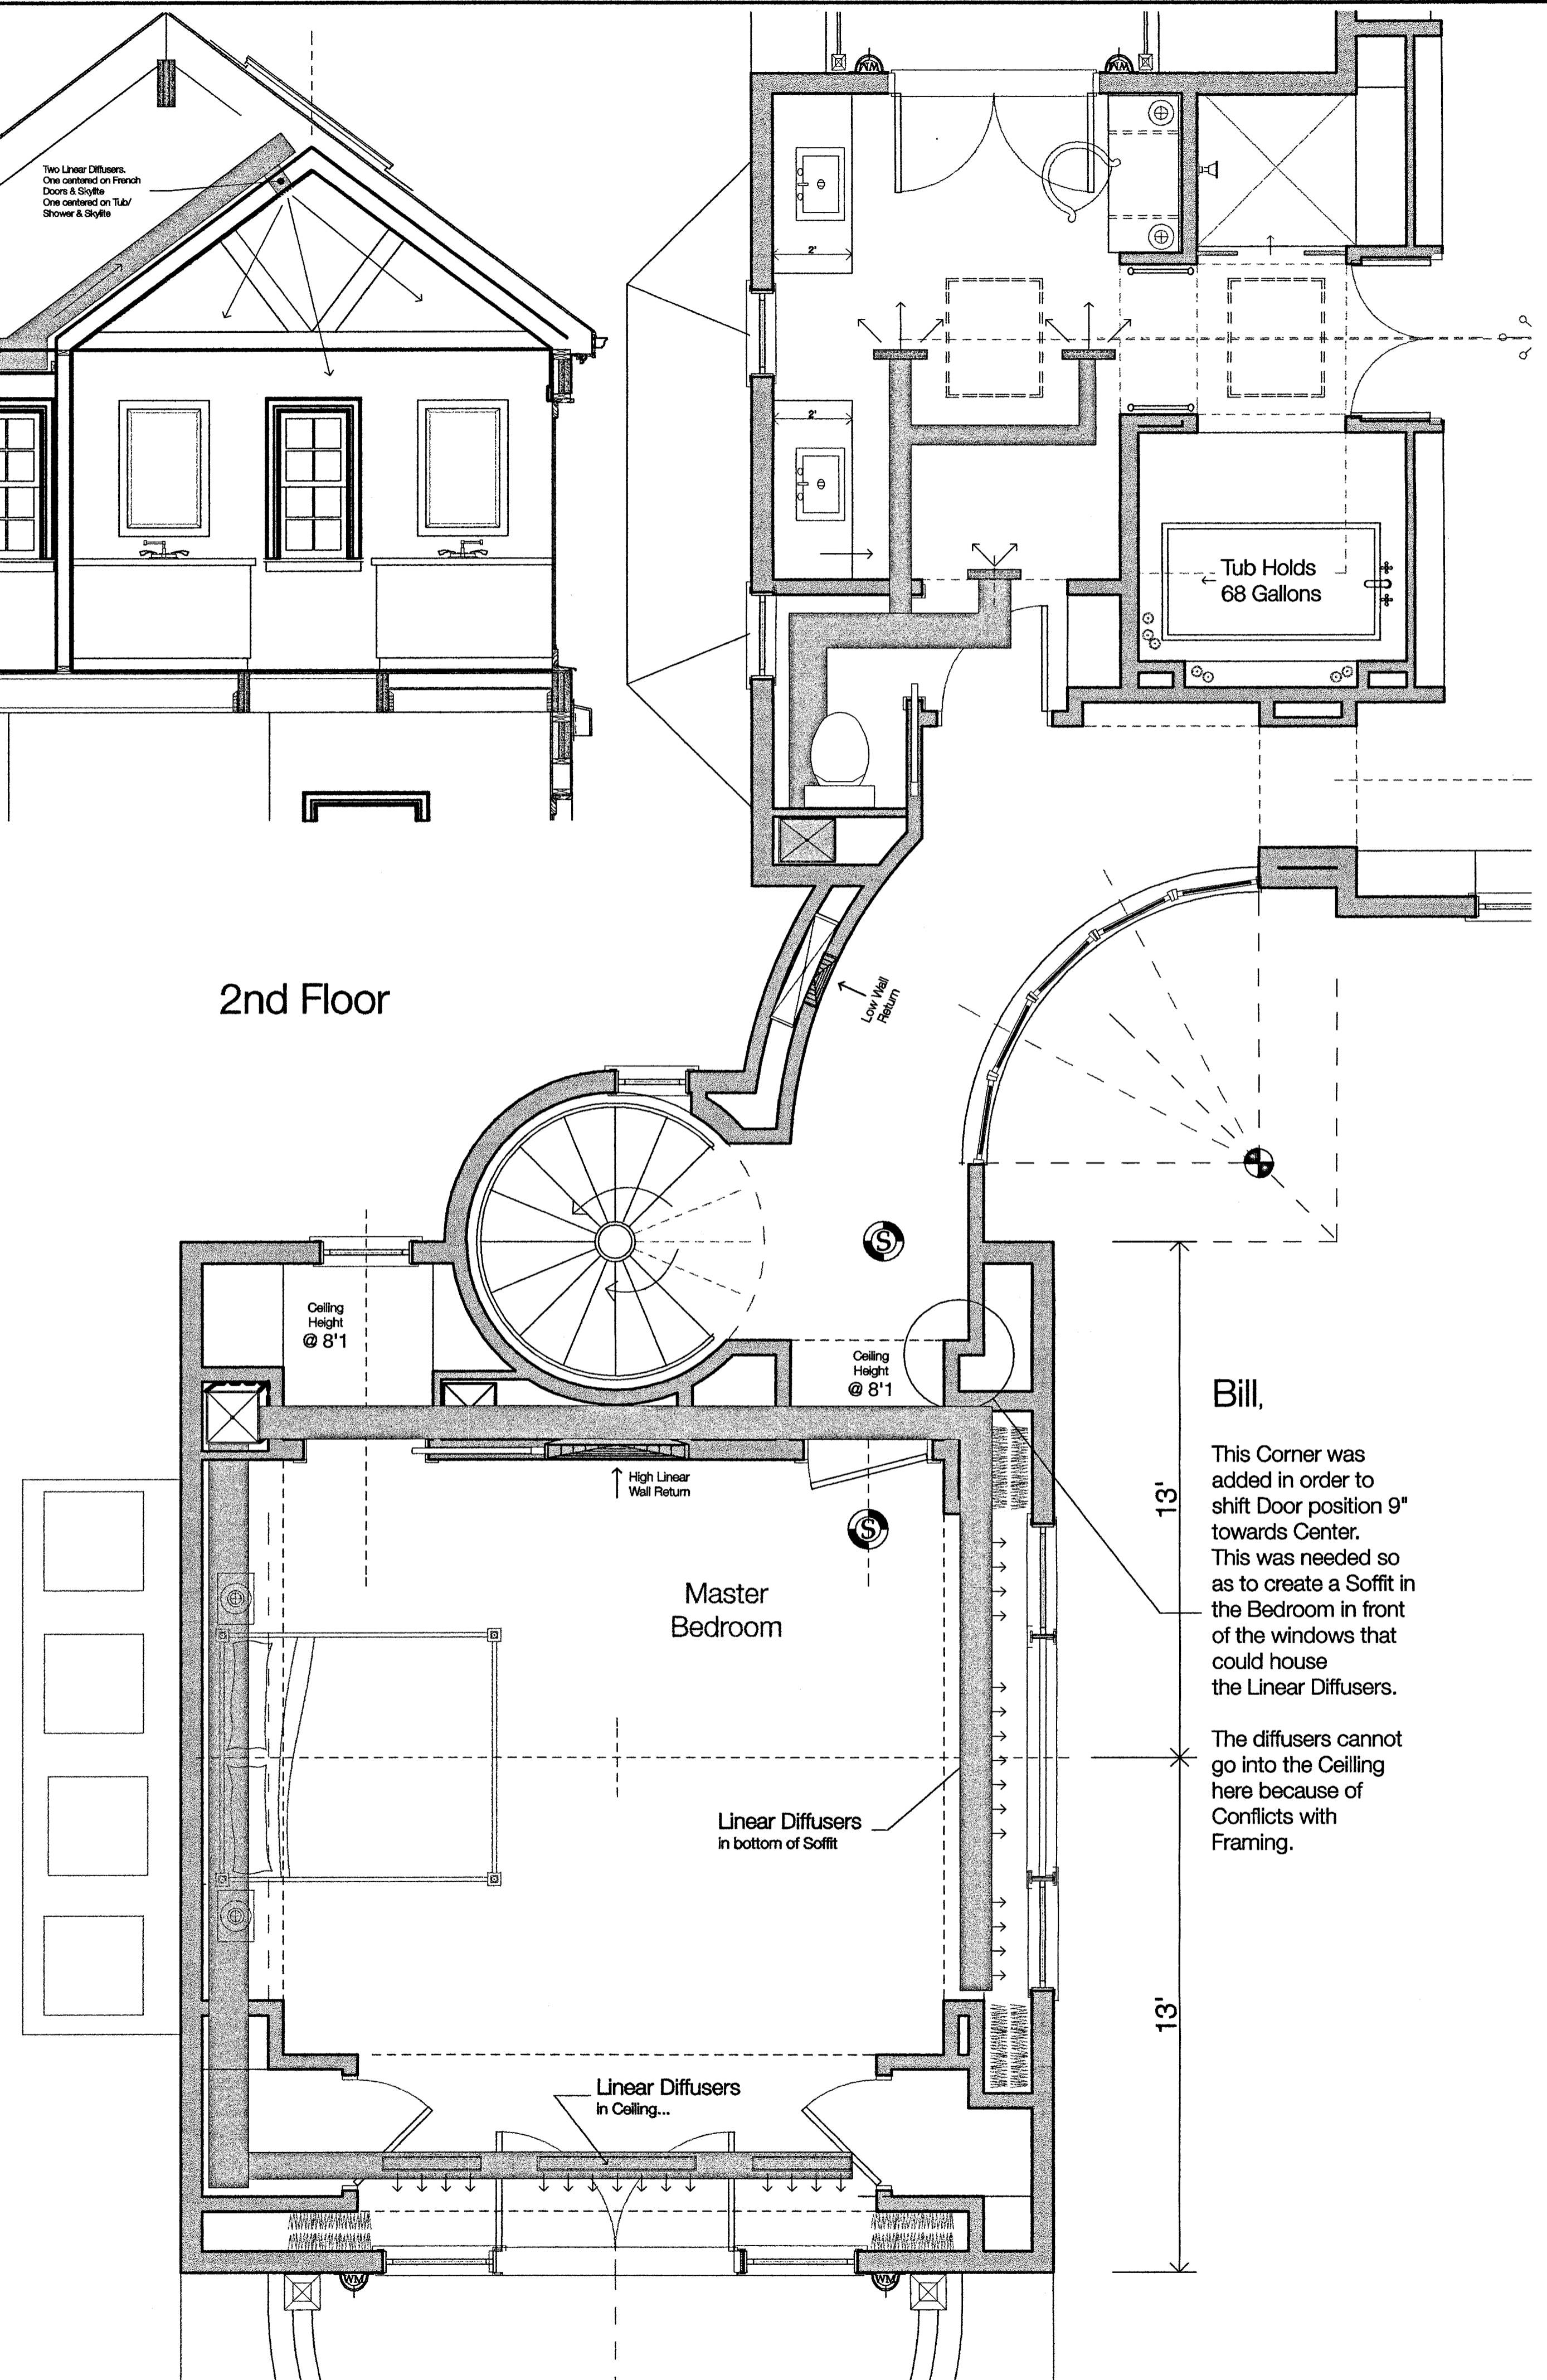 Two Linear Diffusers.
One centered on French
Doors & Skylite
One centered on Tub/
Shower & Skylite
WM
WM
2'
2'
Tub Holds
68 Gallons
2nd Floor
Low Wall
Return
S
Ceiling
Height
@ 8'1
Ceiling
Height
@ 8'1
High Linear
Wall Return
S
Master
Bedroom
Bill,
This Corner was
added in order to
shift Door position 9"
towards Center.
This was needed so
as to create a Soffit in
the Bedroom in front
of the windows that
could house
the Linear Diffusers.
The diffusers cannot
go into the Ceilling
here because of
Conflicts with
Framing.
13'
13'
Linear Diffusers
in bottom of Soffit
Linear Diffusers
in Ceiling...
WM
WM